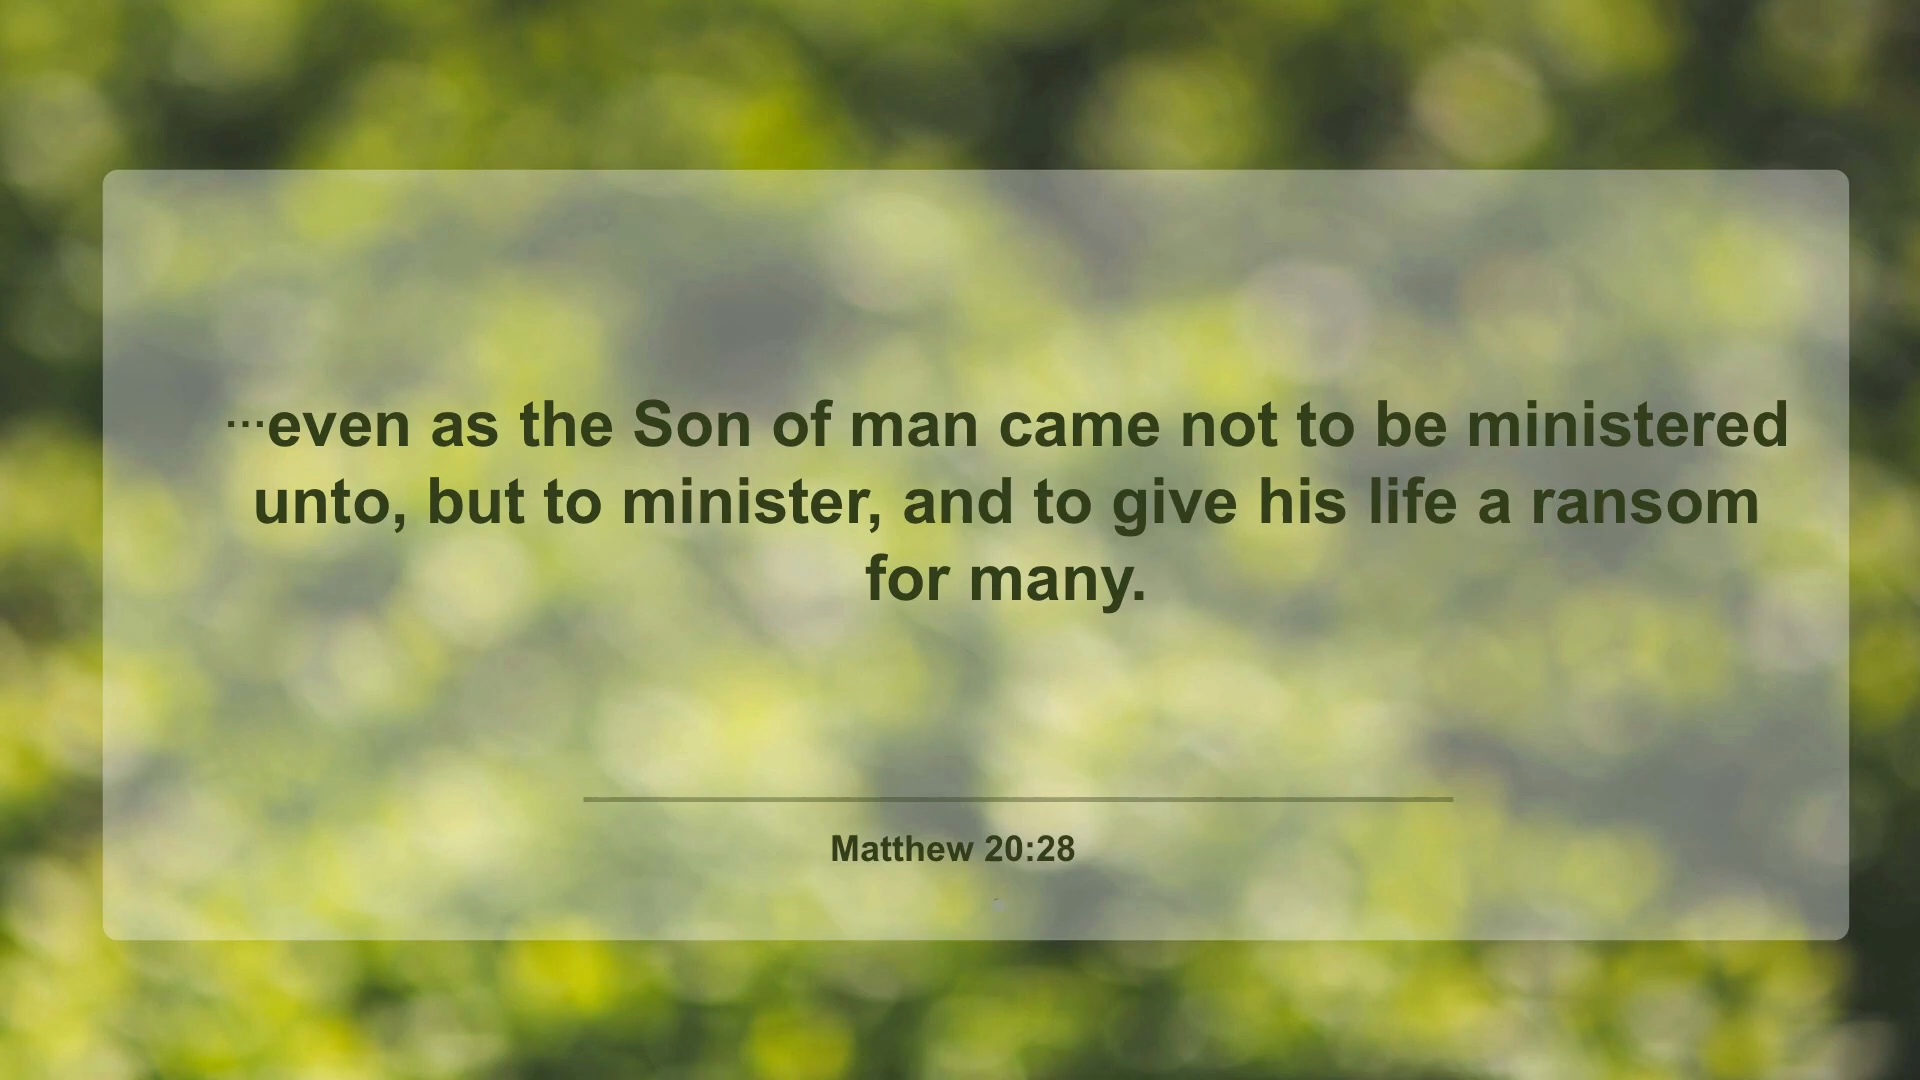 …even as the Son of man came not to be ministered
unto, but to minister, and to give his life a ransom
for many.
Matthew 20:28